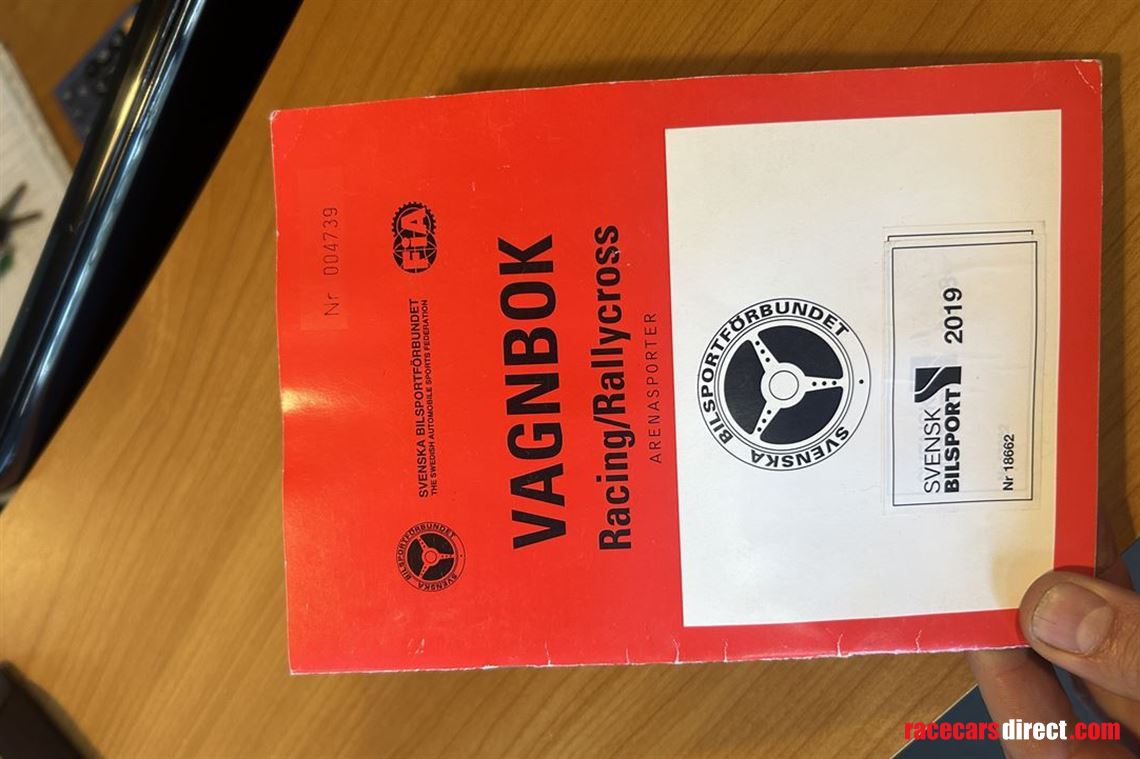 Nr 004739
SVENSKA BILSPORTFÖRBUNDET
THE SWEDISH AUTOMOBILE SPORTS FEDERATION
FIA
SVENSKA BILSPORTFÖRBUNDET
VAGNBOK
Racing/Rallycross
ARENASPORTER
SVENSKA BILSPORTFÖRBUNDET
SVENSK
BILSPORT 2019
Nr 18662
racecarsdirect.com